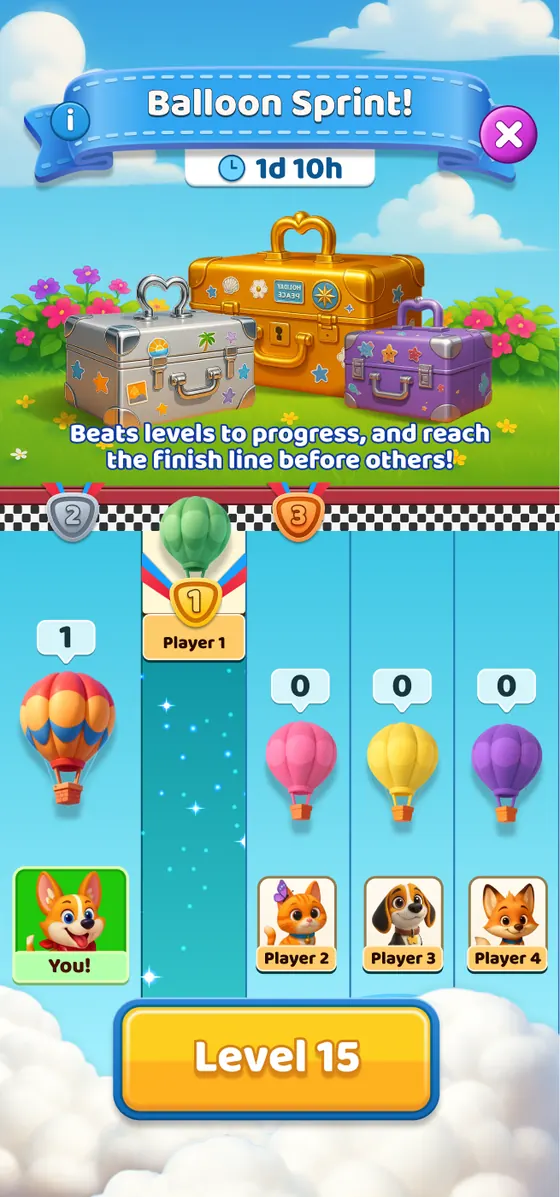 Balloon Sprint!
i
1d 10h
HOLIDAY
PEACE
Beats levels to progress, and reach
the finish line before others!
2
3
1
Player 1
1
0
0
0
You!
Player 2
Player 3
Player 4
Level 15